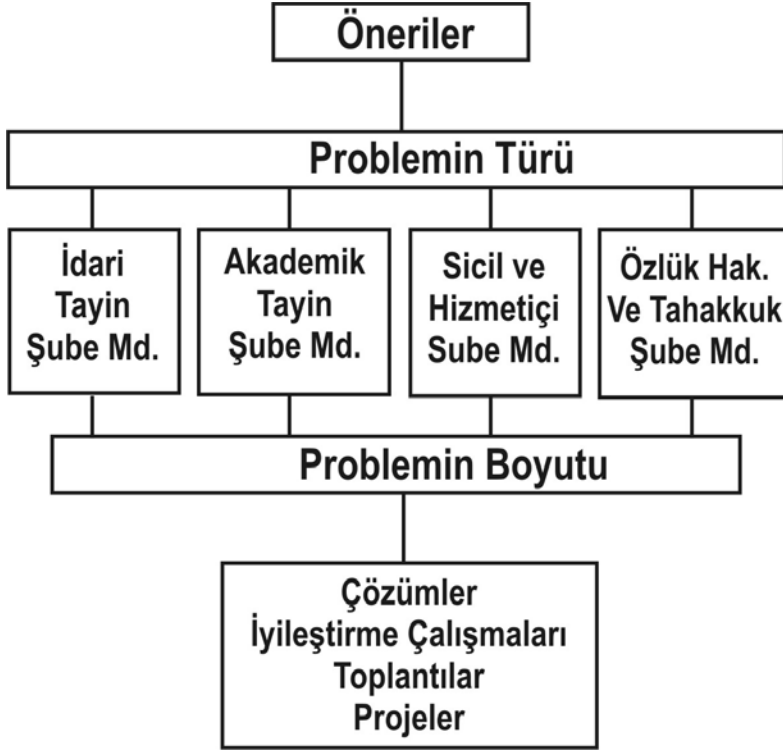 Öneriler
Problemin Türü
İdari
Tayin
Şube Md.
Akademik
Tayin
Şube Md.
Sicil ve
Hizmetiçi
Sube Md.
Özlük Hak.
Ve Tahakkuk
Şube Md.
Problemin Boyutu
Çözümler
İyileştirme Çalışmaları
Toplantılar
Projeler